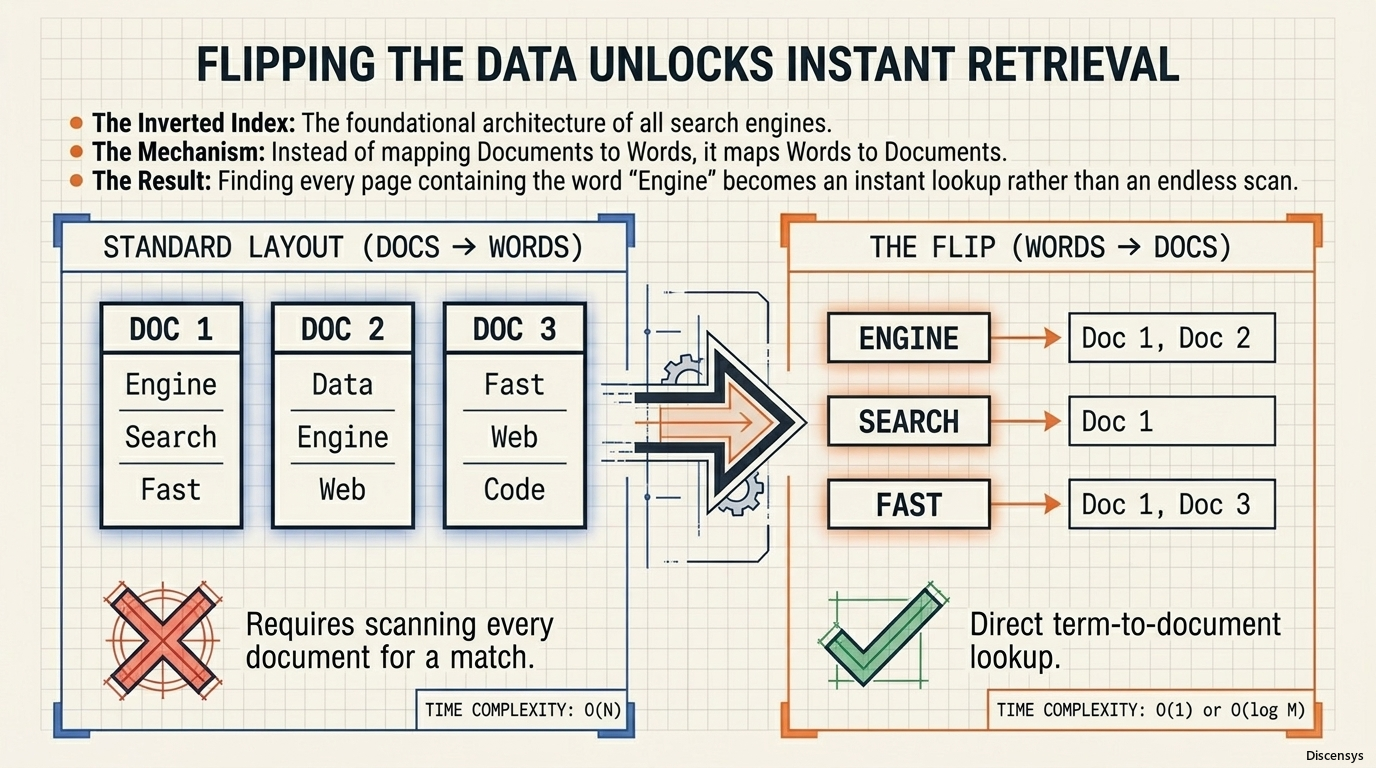 FLIPPING THE DATA UNLOCKS INSTANT RETRIEVAL
The Inverted Index: The foundational architecture of all search engines.
The Mechanism: Instead of mapping Documents to Words, it maps Words to Documents.
The Result: Finding every page containing the word “Engine” becomes an instant lookup rather than an endless scan.
STANDARD LAYOUT (DOCS → WORDS)
DOC 1
Engine
Search
Fast
DOC 2
Data
Engine
Web
DOC 3
Fast
Web
Code
Requires scanning every
document for a match.
TIME COMPLEXITY: O(N)
THE FLIP (WORDS → DOCS)
ENGINE
Doc 1, Doc 2
SEARCH
Doc 1
FAST
Doc 1, Doc 3
Direct term-to-document
lookup.
TIME COMPLEXITY: O(1) or O(log M)
Discensys